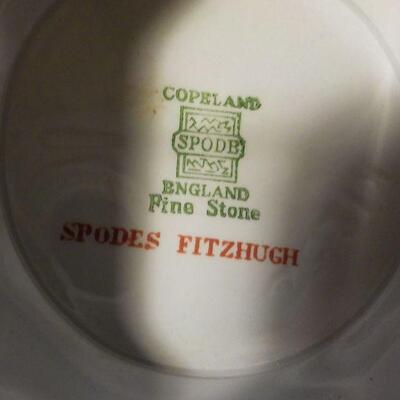 COPELAND
SPODE
ENGLAND
Fine Stone
SPODES FITZHUGH